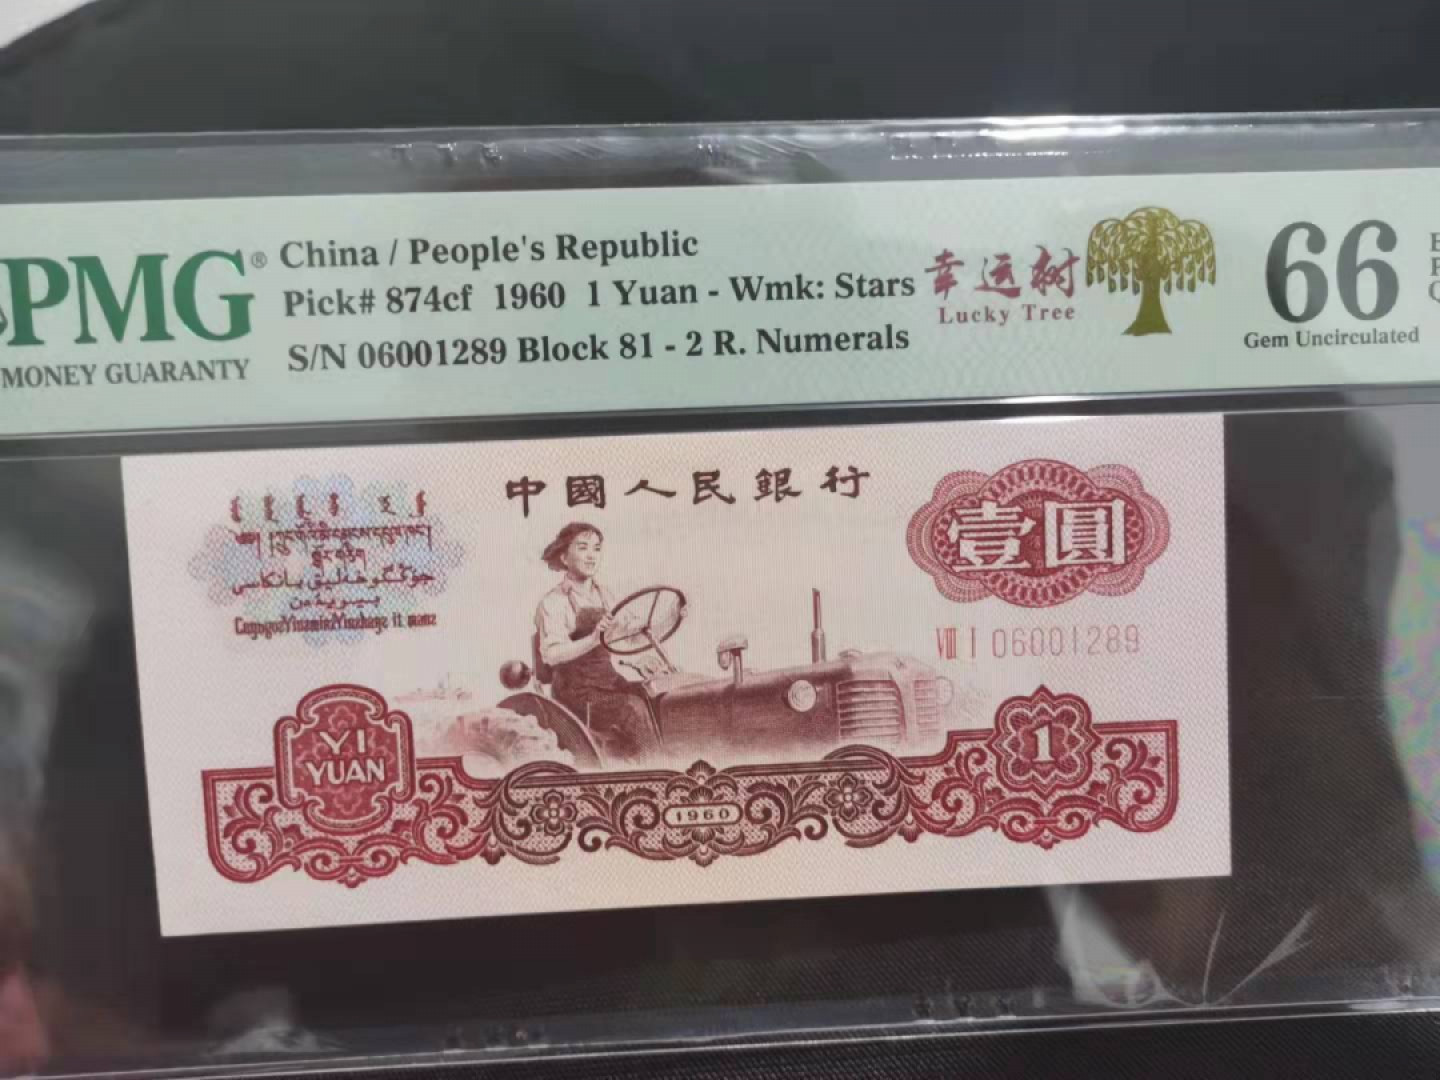 PMG®
MONEY GUARANTY
China / People's Republic
Pick# 874cf 1960 1 Yuan - Wmk: Stars
S/N 06001289 Block 81 - 2 R. Numerals
幸运树
Lucky Tree
66
Gem Uncirculated
E
P
Q
中國人民銀行
壹圓
VIII I 06001289
YI
YUAN
1
1960